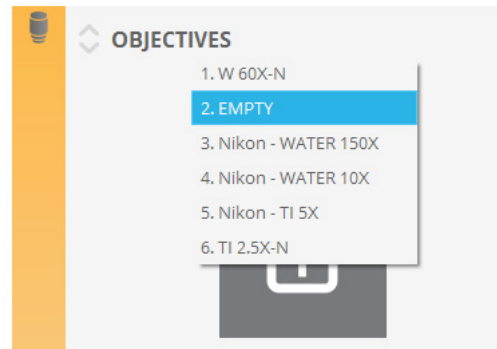 OBJECTIVES
1. W 60X-N
2. EMPTY
3. Nikon - WATER 150X
4. Nikon - WATER 10X
5. Nikon - TI 5X
6. TI 2.5X-N